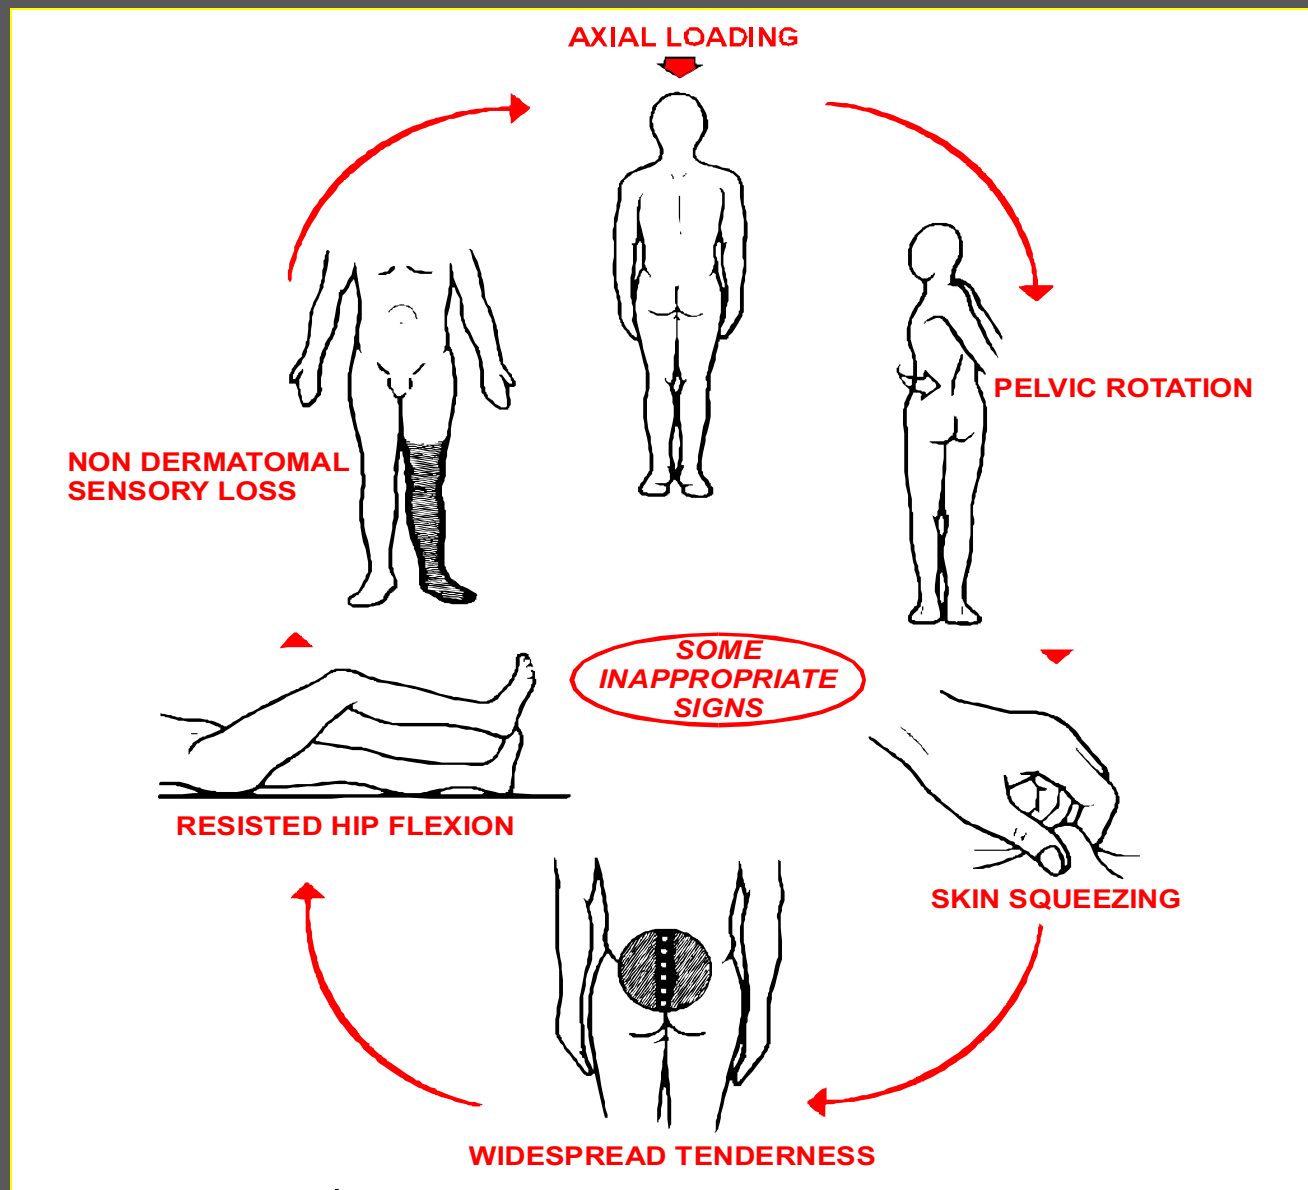 AXIAL LOADING
PELVIC ROTATION
NON DERMATOMAL
SENSORY LOSS
SOME
INAPPROPRIATE
SIGNS
RESISTED HIP FLEXION
SKIN SQUEEZING
WIDESPREAD TENDERNESS